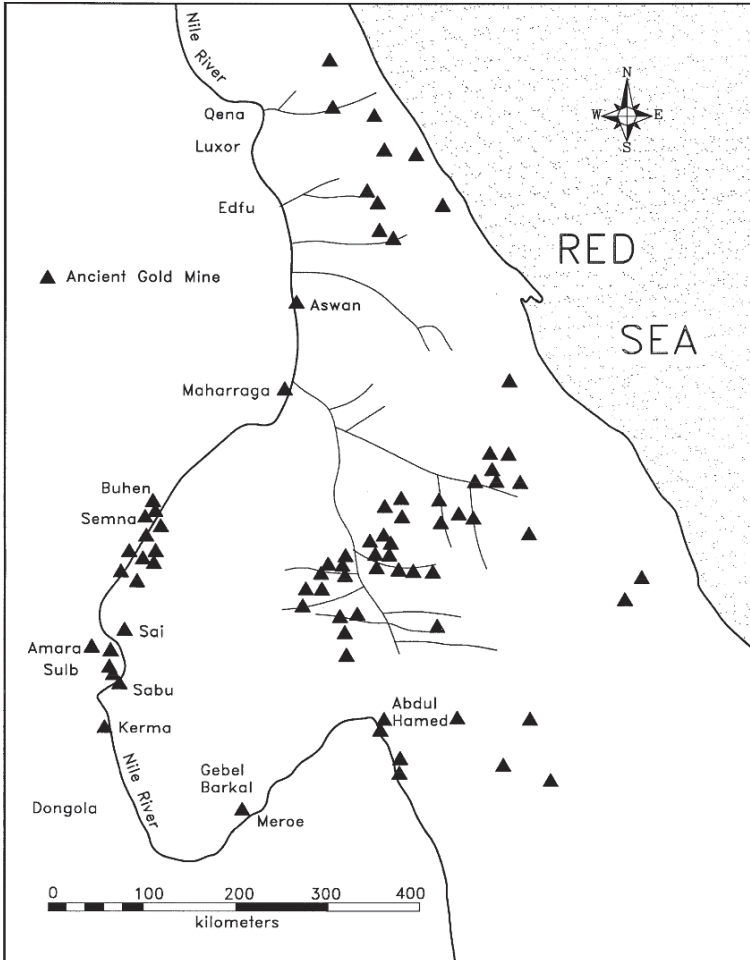 Nile River
N
W E
S
Qena
Luxor
Edfu
RED
SEA
Ancient Gold Mine
Aswan
Maharraga
Buhen
Semna
Sai
Amara
Sulb
Sabu
Abdul
Hamed
Kerma
Nile River
Gebel
Barkal
Dongola
Meroe
0 100 200 300 400
kilometers